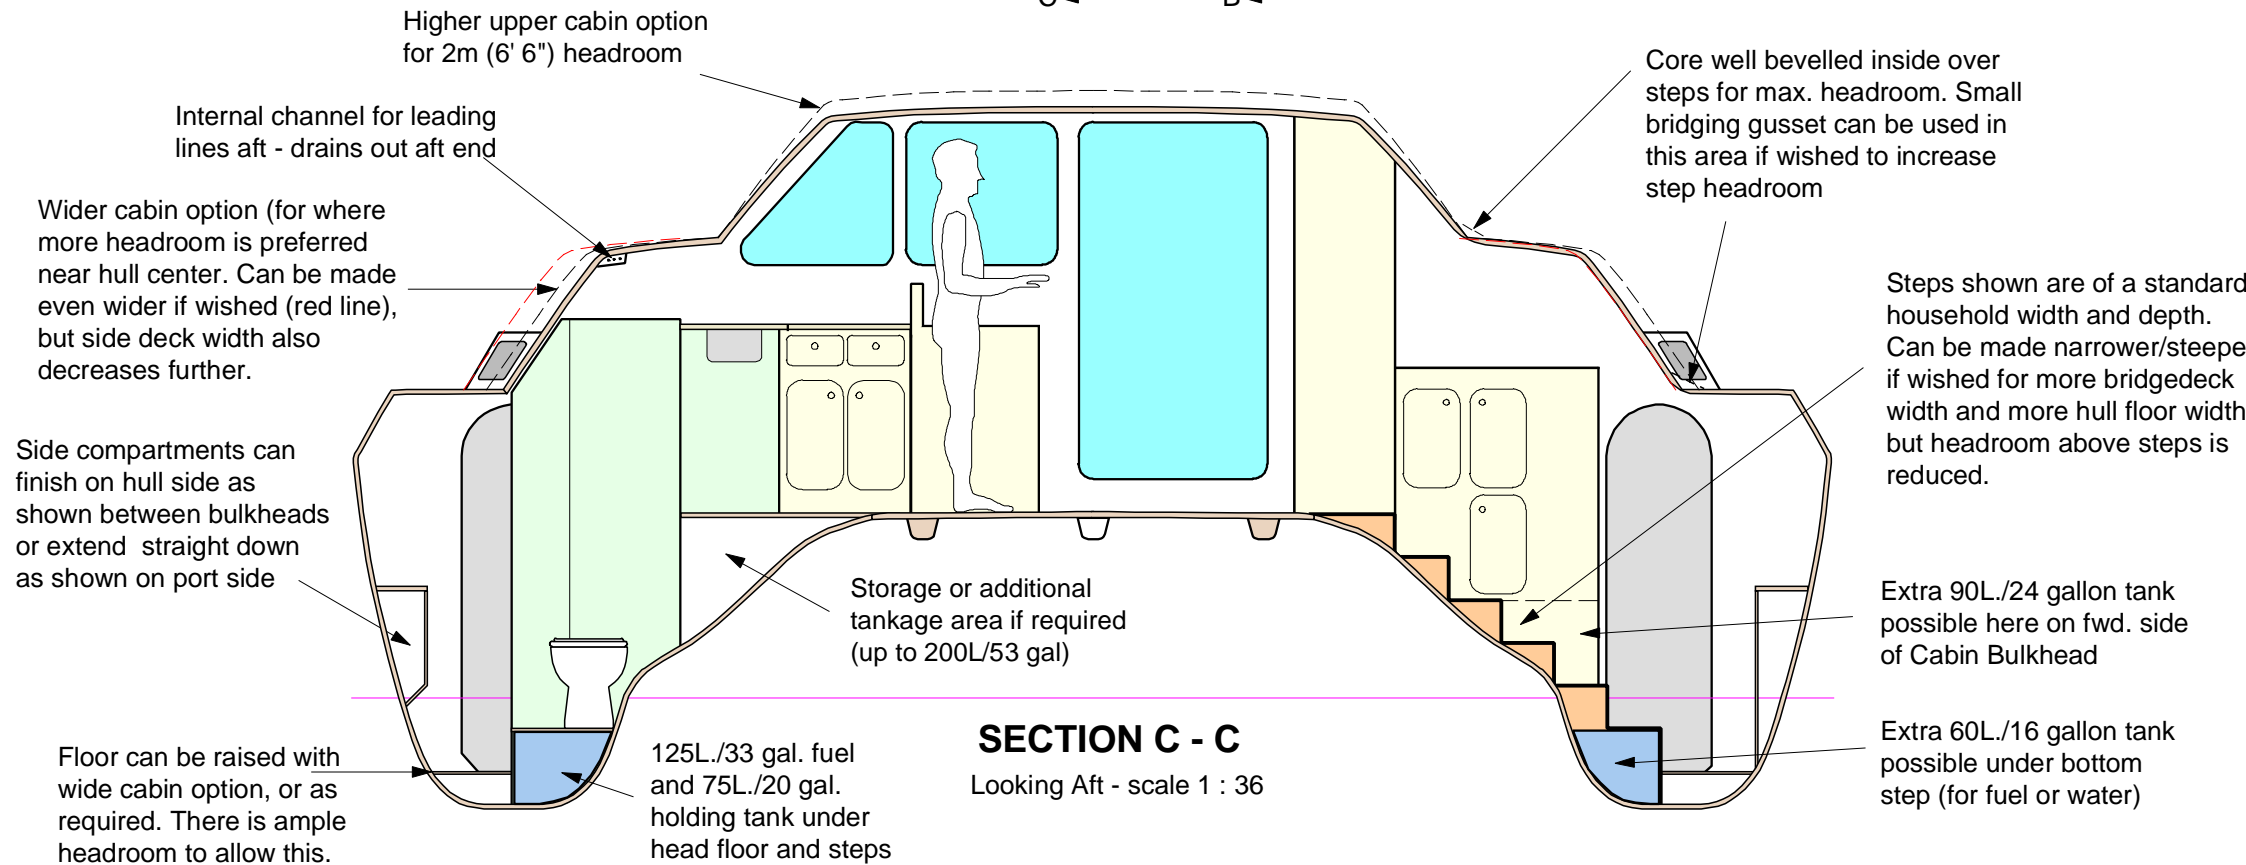 Higher upper cabin option
for 2m (6' 6") headroom
Internal channel for leading
lines aft - drains out aft end
Wider cabin option (for where
more headroom is preferred
near hull center. Can be made
even wider if wished (red line),
but side deck width also
decreases further.
Side compartments can
finish on hull side as
shown between bulkheads
or extend straight down
as shown on port side
Floor can be raised with
wide cabin option, or as
required. There is ample
headroom to allow this.
125L./33 gal. fuel
and 75L./20 gal.
holding tank under
head floor and steps
Storage or additional
tankage area if required
(up to 200L/53 gal)
SECTION C - C
Looking Aft - scale 1 : 36
Core well bevelled inside over
steps for max. headroom. Small
bridging gusset can be used in
this area if wished to increase
step headroom
Steps shown are of a standard
household width and depth.
Can be made narrower/steepe
if wished for more bridgedeck
width and more hull floor width
but headroom above steps is
reduced.
Extra 90L./24 gallon tank
possible here on fwd. side
of Cabin Bulkhead
Extra 60L./16 gallon tank
possible under bottom
step (for fuel or water)